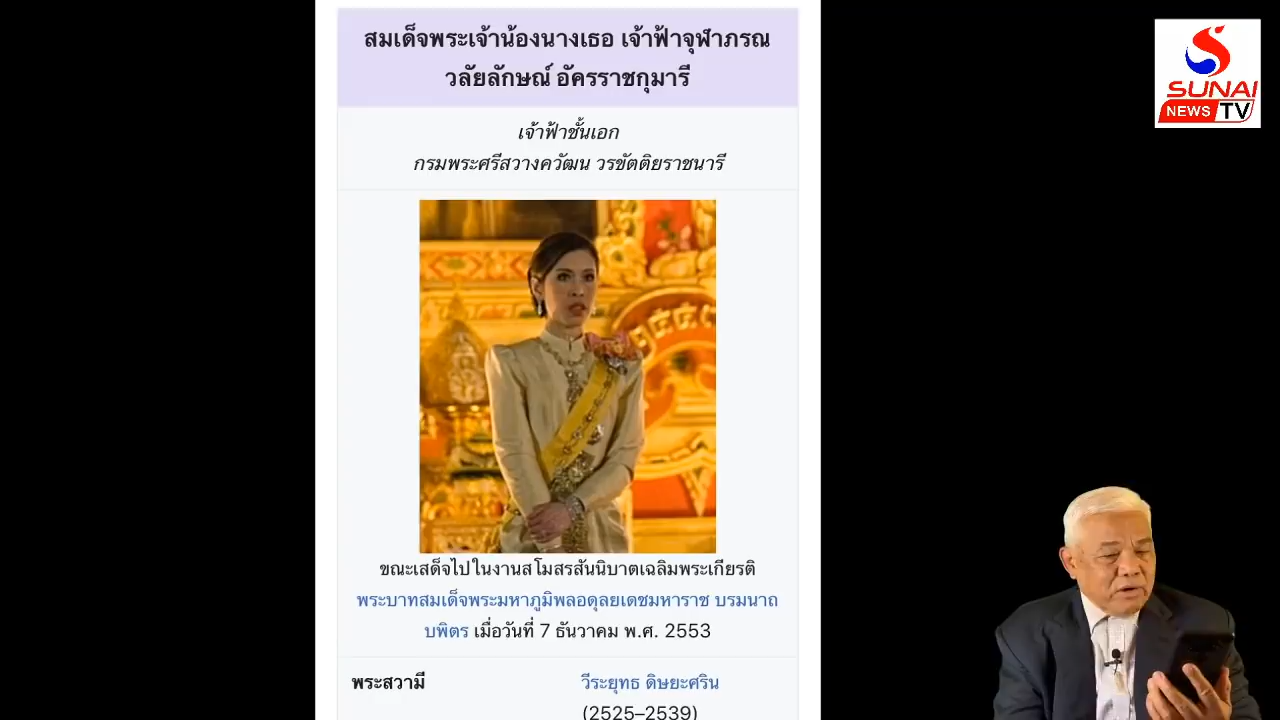 สมเด็จพระเจ้าน้องนางเธอ เจ้าฟ้าจุฬาภรณ
วลัยลักษณ์ อัครราชกุมารี
เจ้าฟ้าชั้นเอก
กรมพระศรีสวางควัฒน วรขัตติยราชนารี
ขณะเสด็จไปในงานสโมสรสันนิบาตเฉลิมพระเกียรติ
พระบาทสมเด็จพระมหาภูมิพลอดุลยเดชมหาราช บรมนาถ
บพิตร เมื่อวันที่ 7 ธันวาคม พ.ศ. 2553
พระสวามี
วีระยุทธ ดิษยะศริน
(2525–2539)
SUNAI
NEWS TV